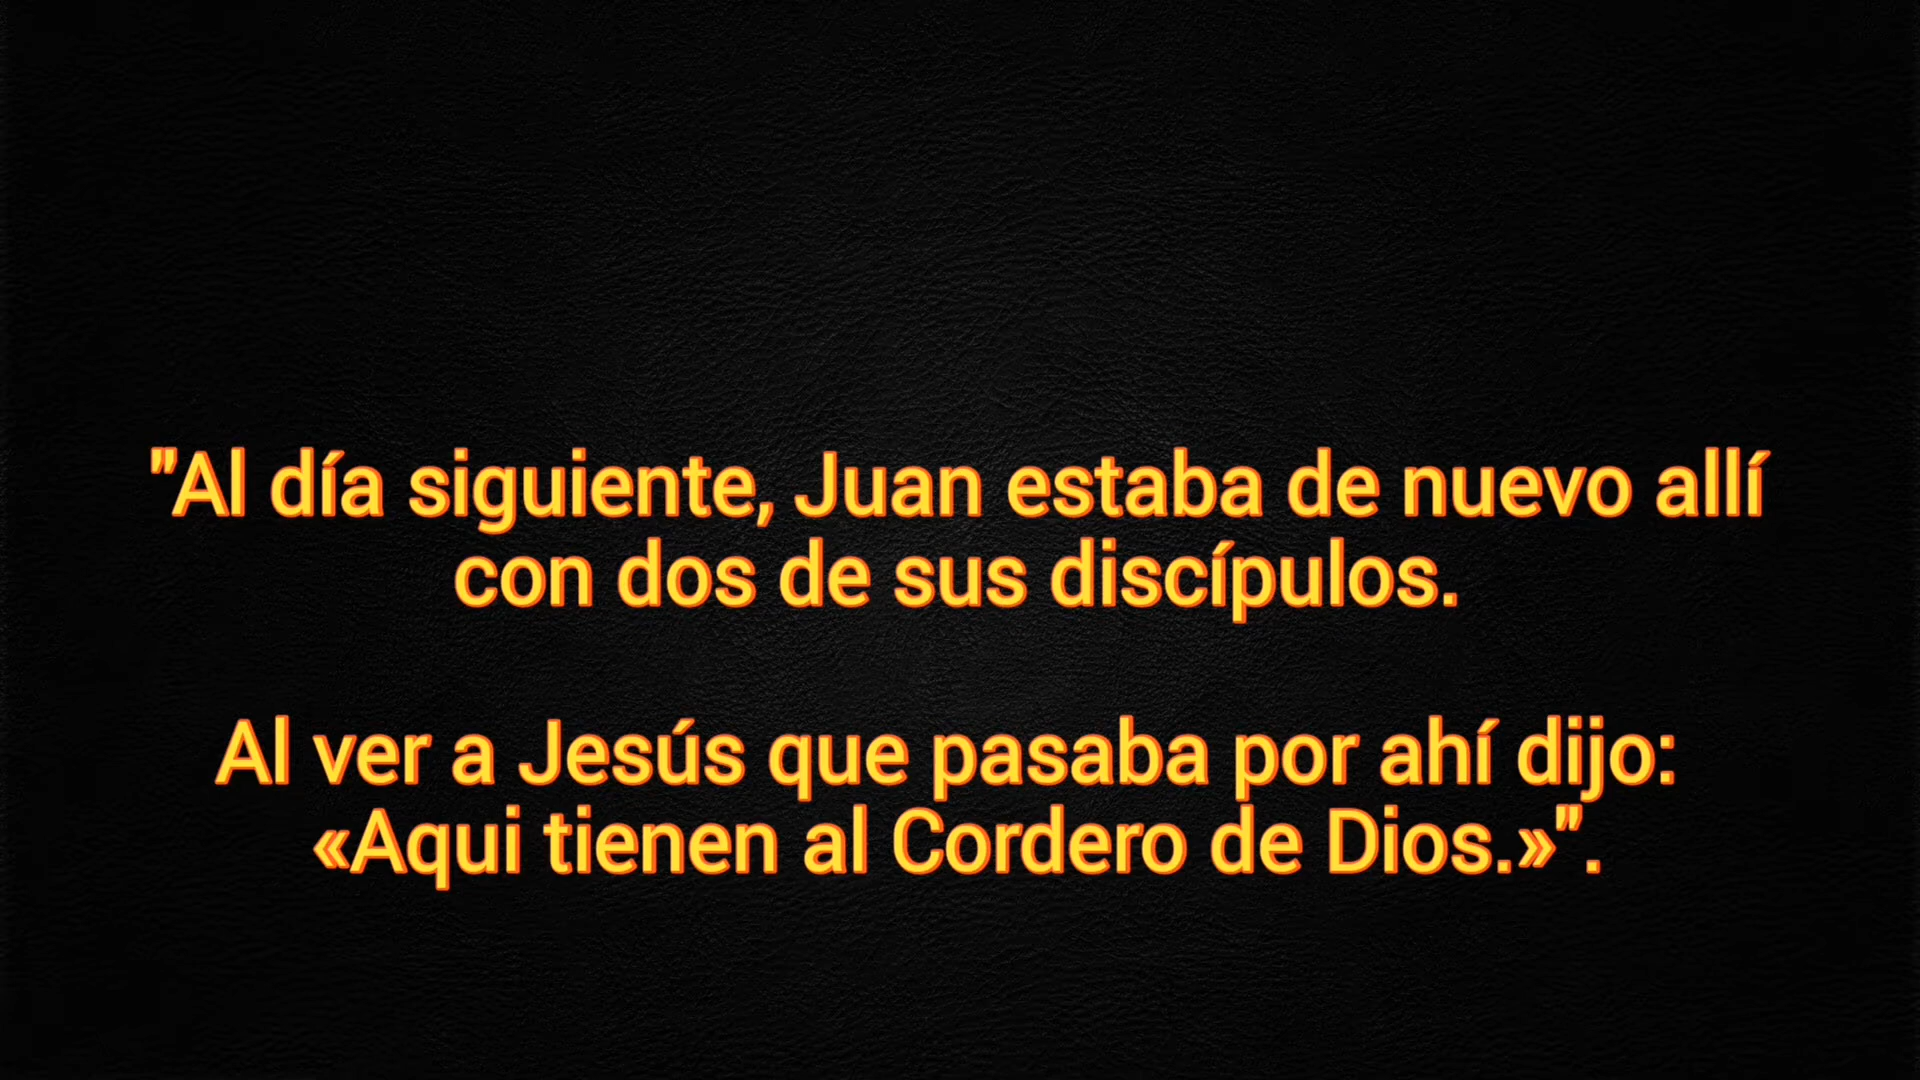 "Al día siguiente, Juan estaba de nuevo allí
con dos de sus discípulos.
Al ver a Jesús que pasaba por ahí dijo:
«Aqui tienen al Cordero de Dios.»".